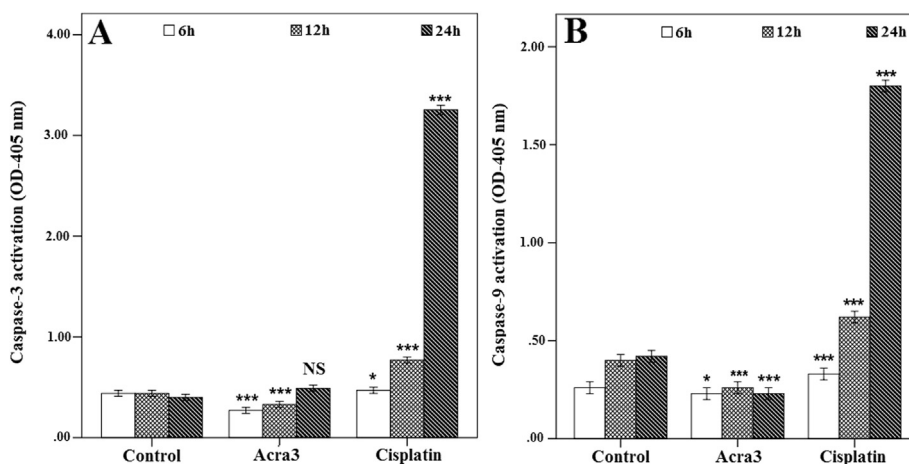 A
6h
12h
24h
Caspase-3 activation (OD-405 nm)
4.00
3.00
2.00
1.00
.00
***
***
NS
*
***
***
Control
Acra3
Cisplatin
B
6h
12h
24h
Caspase-9 activation (OD-405 nm)
2.00
1.50
1.00
.50
.00
*
***
***
***
***
***
Control
Acra3
Cisplatin